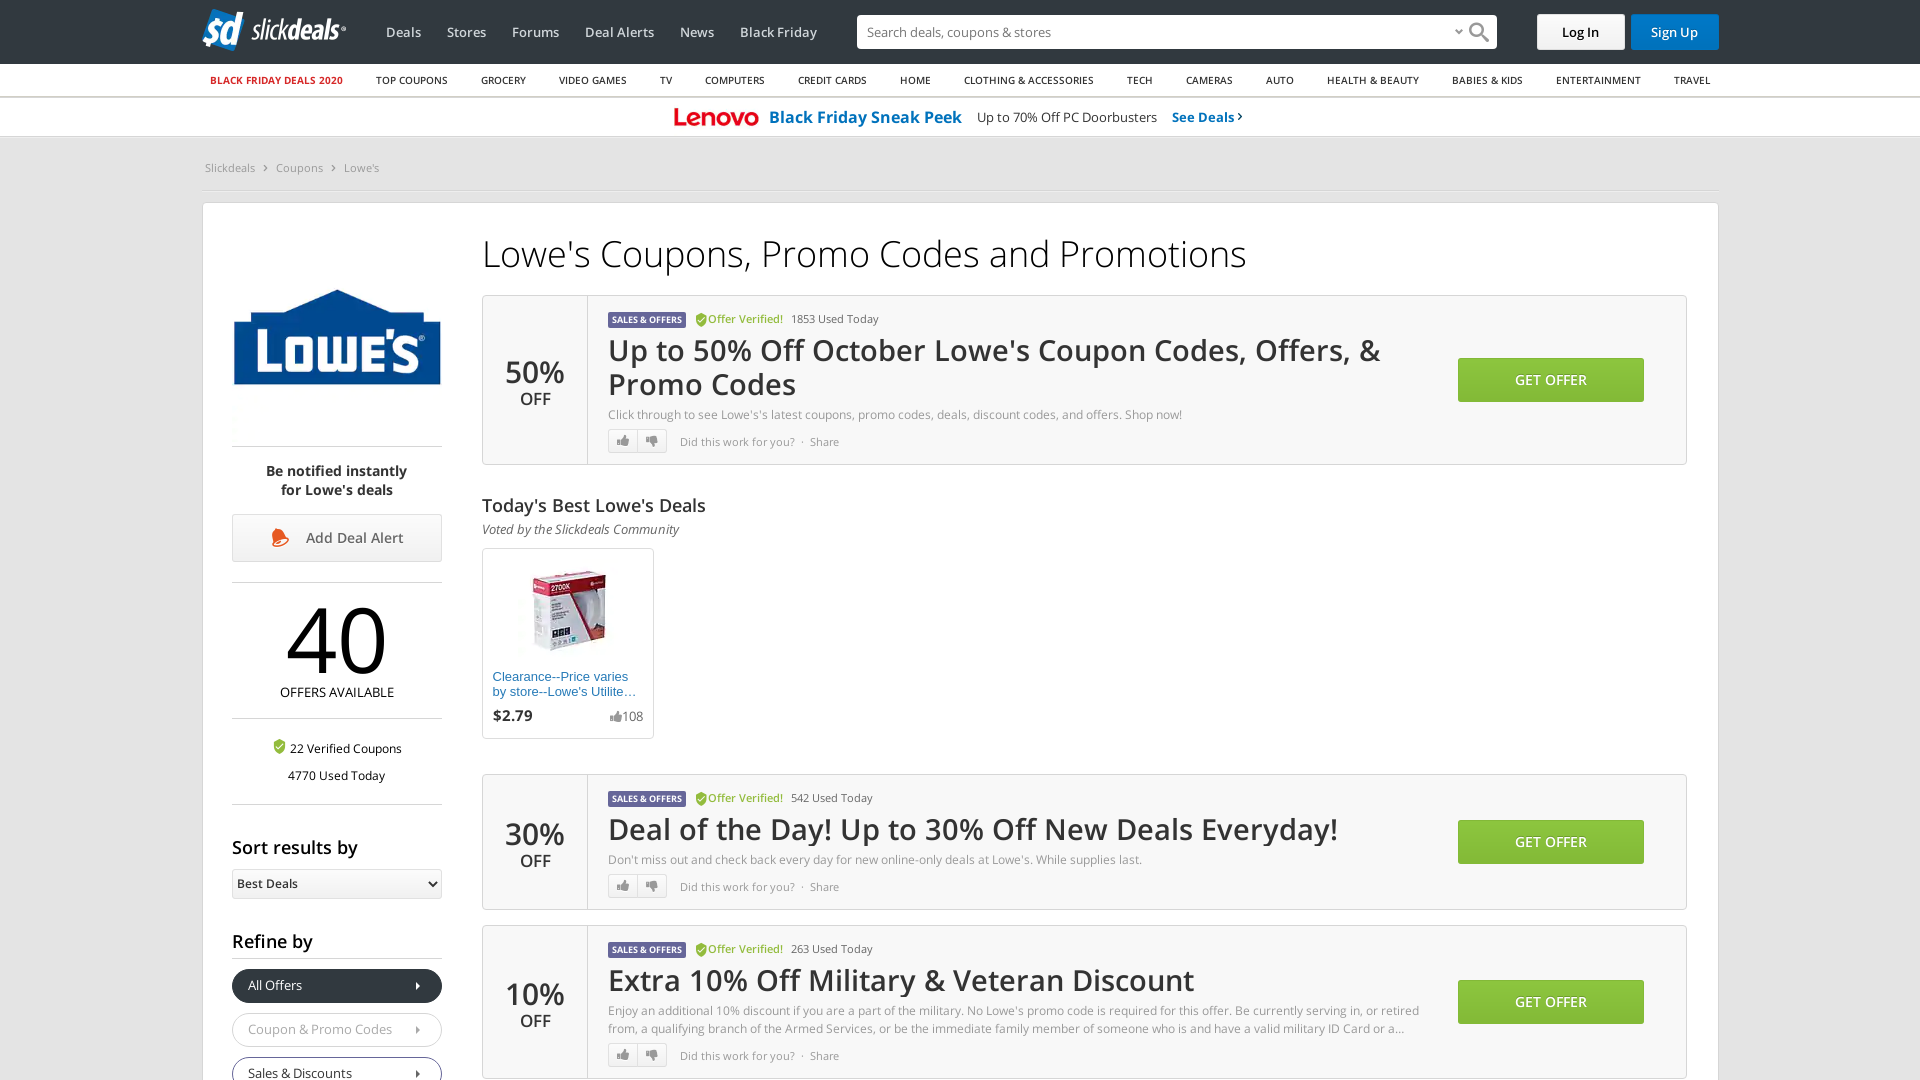 sd slickdeals
Deals
Stores
Forums
Deal Alerts
News
Black Friday
Search deals, coupons & stores
Log In
Sign Up
BLACK FRIDAY DEALS 2020
TOP COUPONS
GROCERY
VIDEO GAMES
TV
COMPUTERS
CREDIT CARDS
HOME
CLOTHING & ACCESSORIES
TECH
CAMERAS
AUTO
HEALTH & BEAUTY
BABIES & KIDS
ENTERTAINMENT
TRAVEL
Lenovo Black Friday Sneak Peek Up to 70% Off PC Doorbusters See Deals
Slickdeals > Coupons > Lowe's
LOWE'S®
Be notified instantly
for Lowe's deals
Add Deal Alert
40
OFFERS AVAILABLE
22 Verified Coupons
4770 Used Today
Sort results by
Best Deals
Refine by
All Offers
Coupon & Promo Codes
Sales & Discounts
Lowe's Coupons, Promo Codes and Promotions
50%
OFF
SALES & OFFERS Offer Verified! 1853 Used Today
Up to 50% Off October Lowe's Coupon Codes, Offers, &
Promo Codes
Click through to see Lowe's's latest coupons, promo codes, deals, discount codes, and offers. Shop now!
Did this work for you? · Share
GET OFFER
Today's Best Lowe's Deals
Voted by the Slickdeals Community
2700X
Clearance--Price varies
by store--Lowe's Utilite…
$2.79
108
30%
OFF
SALES & OFFERS Offer Verified! 542 Used Today
Deal of the Day! Up to 30% Off New Deals Everyday!
Don't miss out and check back every day for new online-only deals at Lowe's. While supplies last.
Did this work for you? · Share
GET OFFER
10%
OFF
SALES & OFFERS Offer Verified! 263 Used Today
Extra 10% Off Military & Veteran Discount
Enjoy an additional 10% discount if you are a part of the military. No Lowe's promo code is required for this offer. Be currently serving in, or retired
from, a qualifying branch of the Armed Services, or be the immediate family member of someone who is and have a valid military ID Card or a…
Did this work for you? · Share
GET OFFER